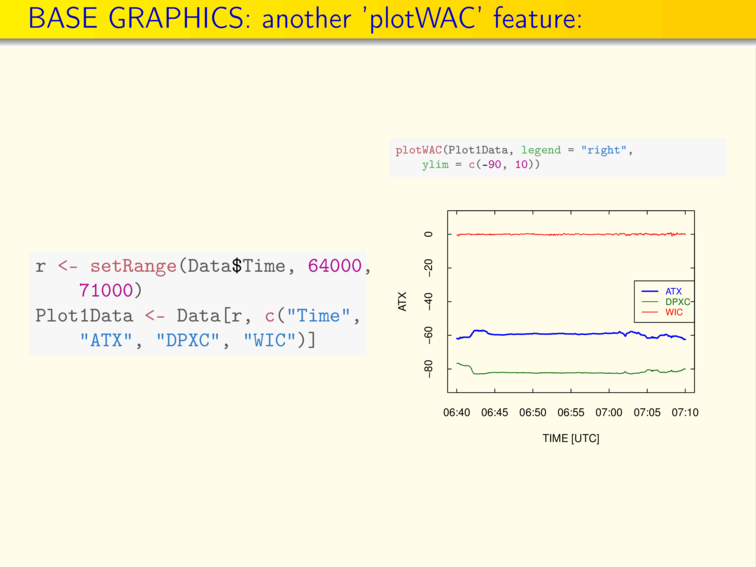 BASE GRAPHICS: another 'plotWAC' feature:
r <- setRange(Data$Time, 64000,
71000)
Plot1Data <- Data[r, c("Time",
"ATX", "DPXC", "WIC")]
plotWAC(Plot1Data, legend = "right",
ylim = c(-90, 10))
0
−20
−40
−60
−80
ATX
ATX
DPXC
WIC
06:40 06:45 06:50 06:55 07:00 07:05 07:10
TIME [UTC]